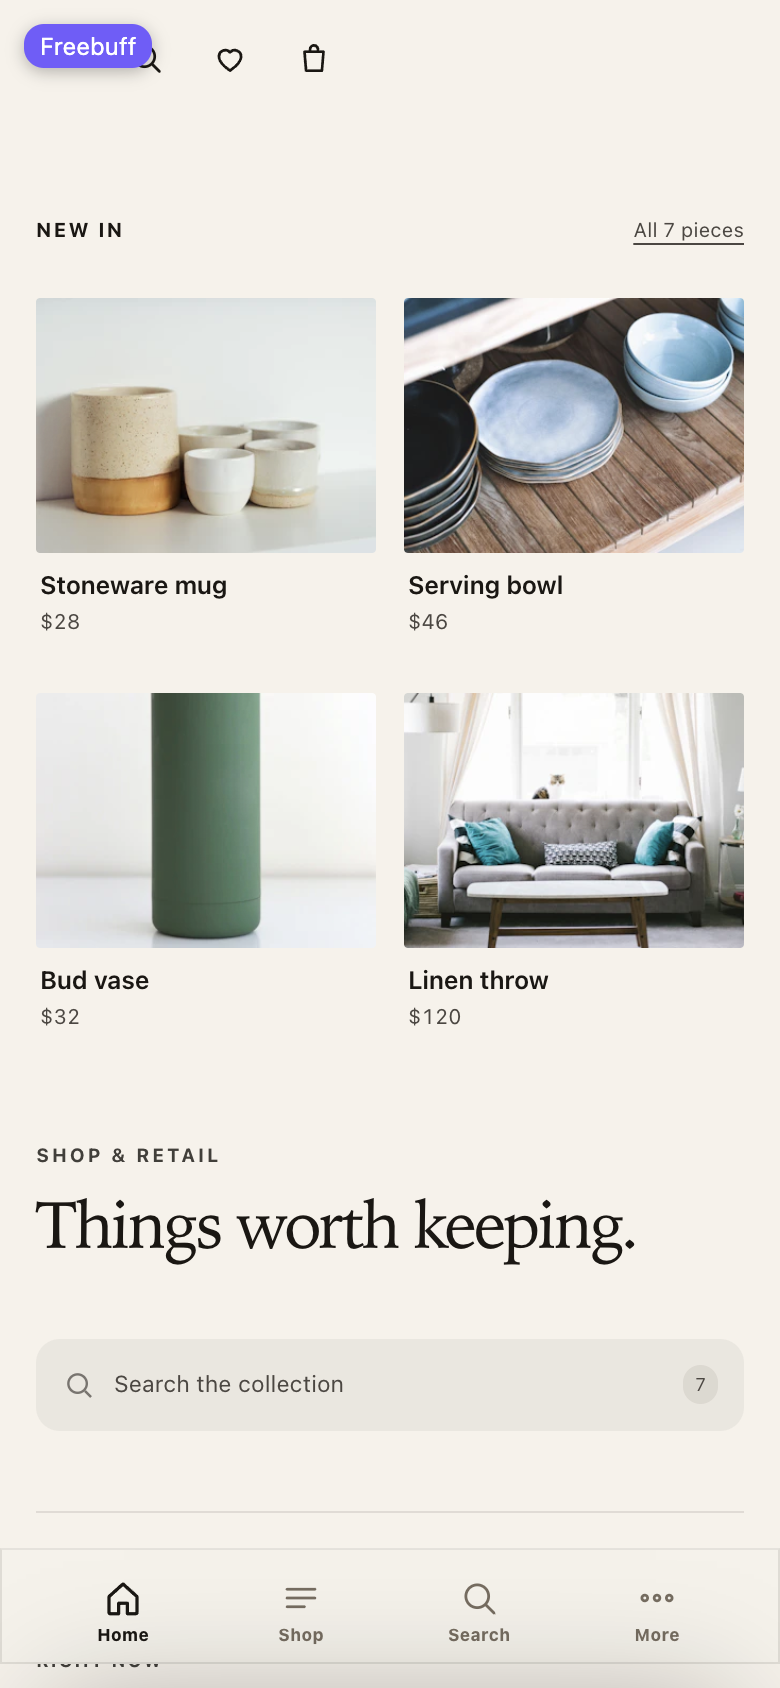 Freebuff
NEW IN
All 7 pieces
Stoneware mug
$28
Serving bowl
$46
Bud vase
$32
Linen throw
$120
SHOP & RETAIL
Things worth keeping.
Search the collection
7
Home
Shop
Search
More